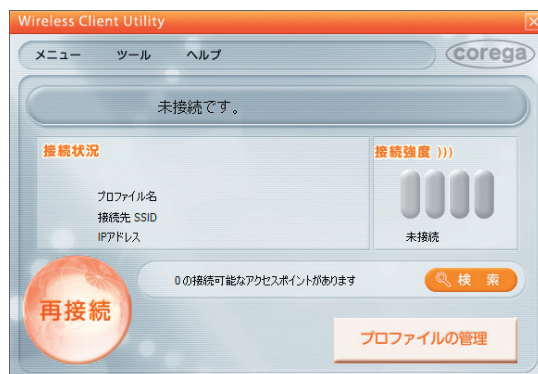 Wireless Client Utility
メニュー ツール ヘルプ
corega
未接続です。
接続状況
接続強度 )))
プロファイル名
接続先 SSID
IPアドレス
未接続
0 の接続可能なアクセスポイントがあります
検 索
再接続
プロファイルの管理